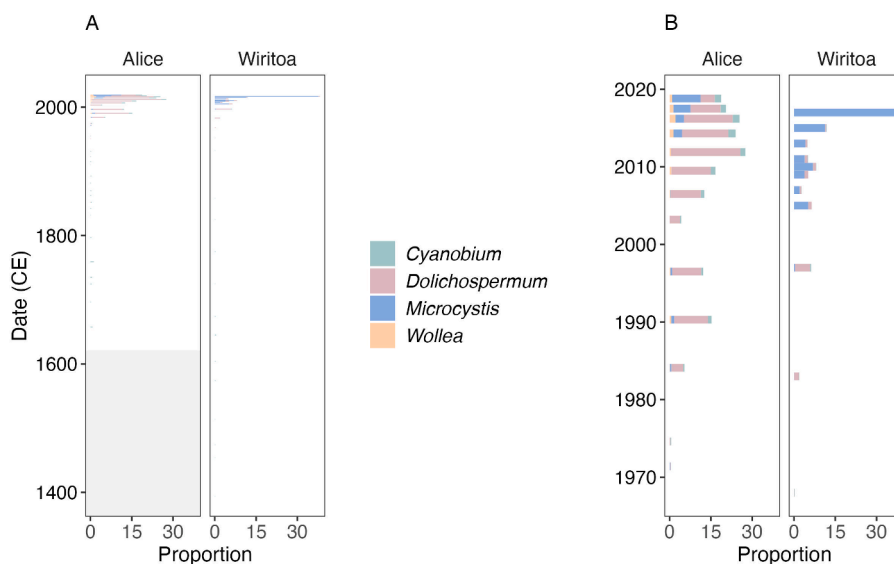 A
B
Alice
Wiritoa
Alice
Wiritoa
2000
1800
1600
1400
Date (CE)
0
15
30
0
15
30
Proportion
Cyanobium
Dolichospermum
Microcystis
Wollea
2020
2010
2000
1990
1980
1970
0
15
30
0
15
30
Proportion